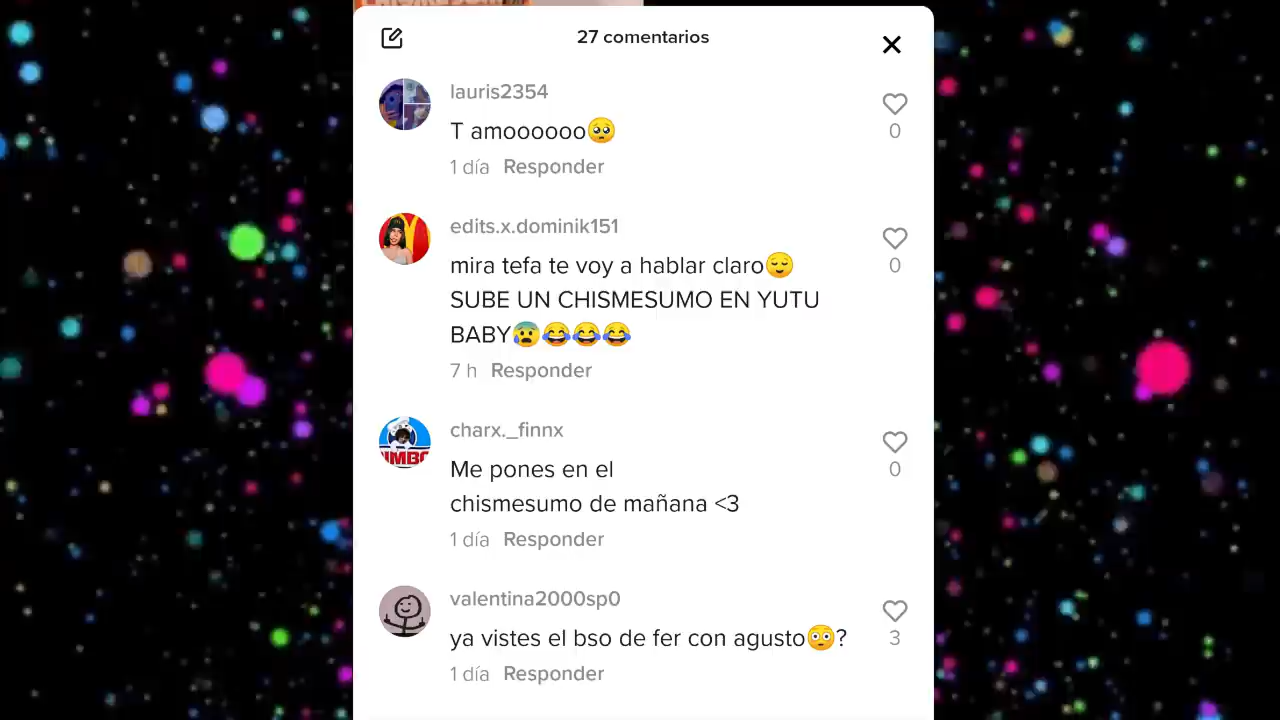 27 comentarios
lauris2354
T amoooooo🥺
0
1 día Responder
edits.x.dominik151
mira tefa te voy a hablar claro😌
0
SUBE UN CHISMESUMO EN YUTU
BABY😰😂😂😂
7 h Responder
charx._finnx
Me pones en el
0
chismesumo de mañana <3
1 día Responder
valentina2000sp0
ya vistes el bso de fer con agusto😳?
3
1 día Responder